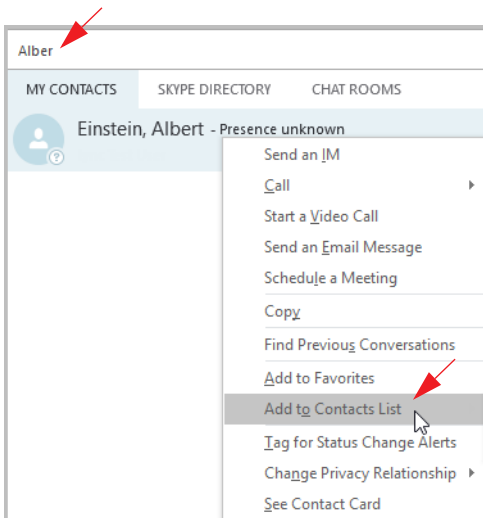 Alber
MY CONTACTS SKYPE DIRECTORY CHAT ROOMS
Einstein, Albert - Presence unknown
Send an IM
Call
Start a Video Call
Send an Email Message
Schedule a Meeting
Copy
Find Previous Conversations
Add to Favorites
Add to Contacts List
Tag for Status Change Alerts
Change Privacy Relationship
See Contact Card